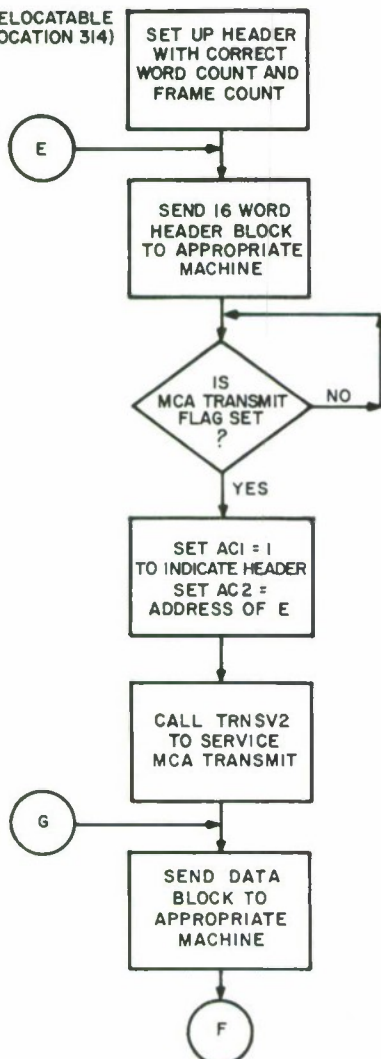 ELOCATABLE
OCATION 314)
SET UP HEADER
WITH CORRECT
WORD COUNT AND
FRAME COUNT
E
SEND 16 WORD
HEADER BLOCK
TO APPROPRIATE
MACHINE
IS
MCA TRANSMIT
FLAG SET
?
NO
YES
SET AC1 = 1
TO INDICATE HEADER
SET AC2 =
ADDRESS OF E
CALL TRNSV2
TO SERVICE
MCA TRANSMIT
G
SEND DATA
BLOCK TO
APPROPRIATE
MACHINE
F